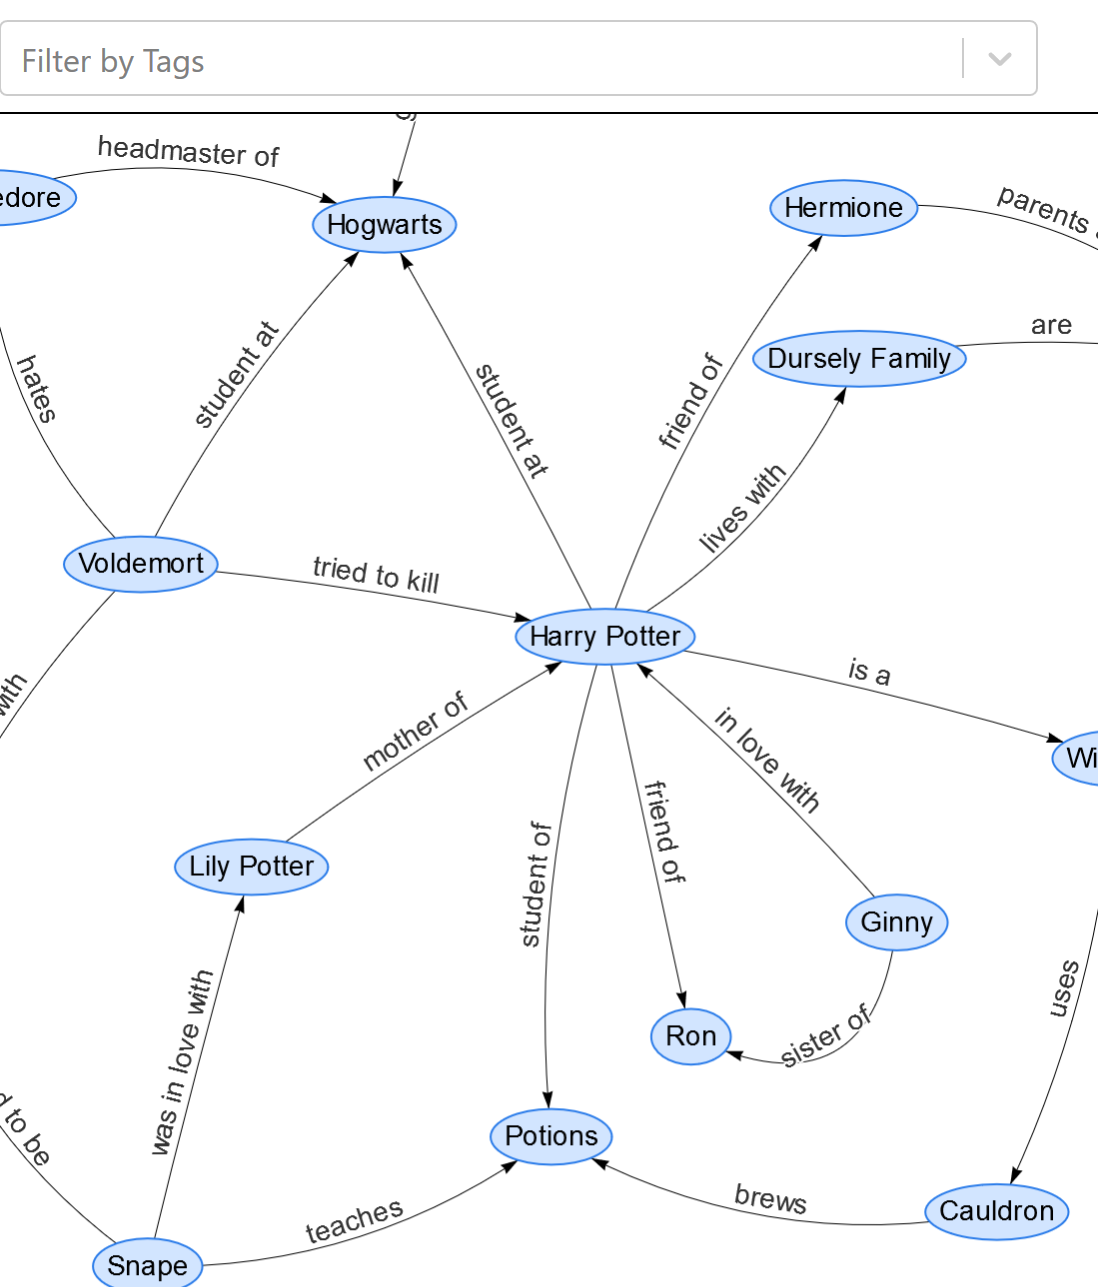 Filter by Tags
headmaster of
edore
Hogwarts
Hermione
parents
are
Dursely Family
hates
student at
student at
friend of
lives with
Voldemort
tried to kill
Harry Potter
is a
with
Wi
mother of
in love with
friend of
student of
Lily Potter
Ginny
uses
was in love with
Ron
sister of
d to be
Potions
brews
Cauldron
teaches
Snape